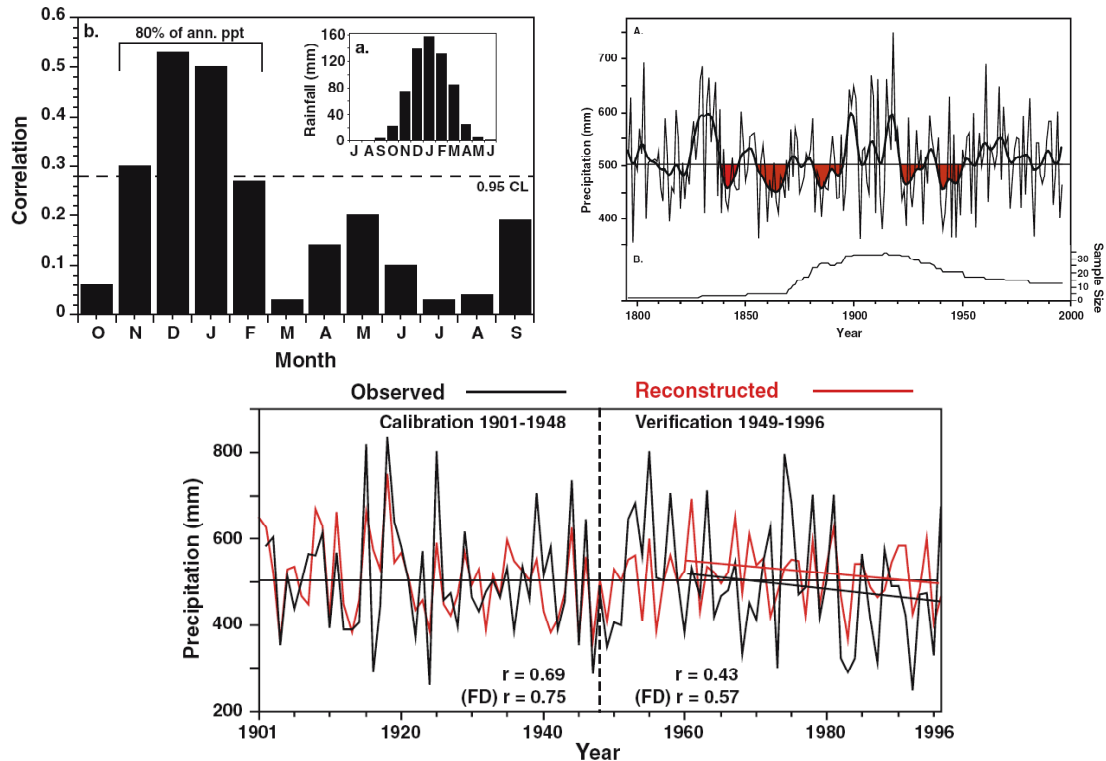 b.
80% of ann. ppt
0.6
0.5
0.4
0.3
0.2
0.1
0
Correlation
0.95 CL
O N D J F M A M J J A S
Month
a.
160
120
80
40
0
Rainfall (mm)
J A S O N D J F M A M J
A.
700
600
500
400
Precipitation (mm)
30
20
10
0
Sample Size
1800 1850 1900 1950 2000
Year
Observed Reconstructed
Calibration 1901-1948 Verification 1949-1996
800
600
400
200
Precipitation (mm)
r = 0.69 r = 0.43
(FD) r = 0.75 (FD) r = 0.57
1901 1920 1940 1960 1980 1996
Year